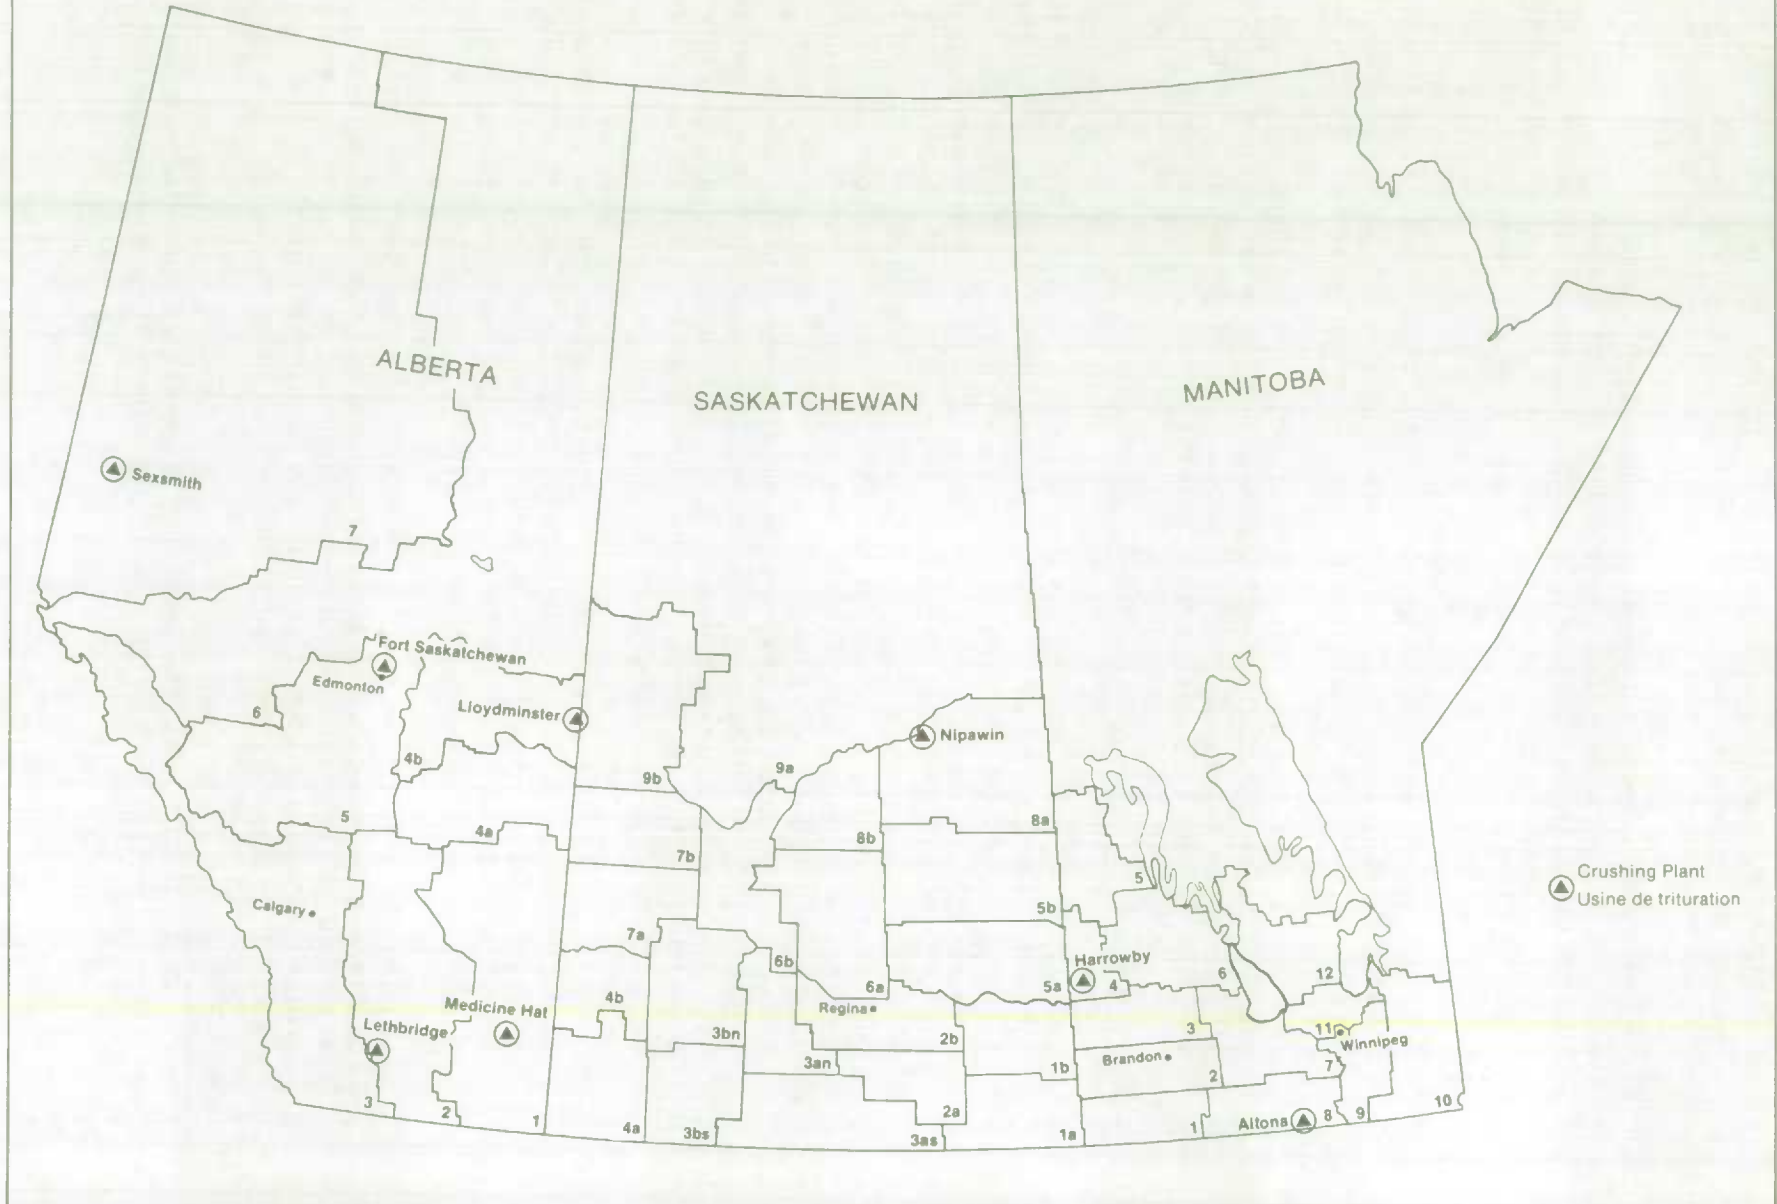 ALBERTA
SASKATCHEWAN
MANITOBA
Sexsmith
7
Fort Saskatchewan
Edmonton
6
Lloydminster
Nipawin
4b
9b
9a
5
4a
8b
8a
7b
Crushing Plant
Usine de trituration
5
Calgary
5b
7a
6b
Harrowby
6
12
6a
5a
4
4b
Medicine Hat
Regina
Lethbridge
3bn
2b
3
11
Winnipeg
Brandon
3an
1b
2
7
3
2
1
4a
3bs
2a
3as
1a
1
Altona
8
9
10